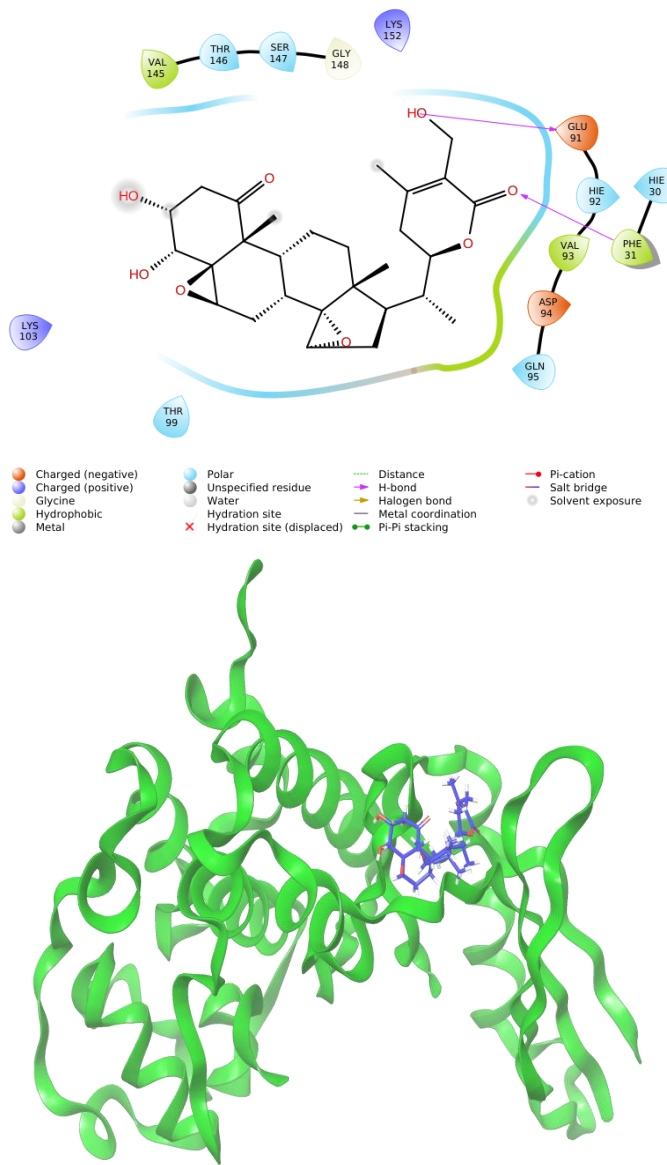 LYS
152
THR
146
SER
147
GLY
148
VAL
145
HO
GLU
91
HIE
92
HIE
30
O
O
HO
O
VAL
93
PHE
31
HO
O
ASP
94
O
LYS
103
GLN
95
THR
99
Charged (negative)
Charged (positive)
Glycine
Hydrophobic
Metal
Polar
Unspecified residue
Water
Hydration site
Hydration site (displaced)
Distance
H-bond
Halogen bond
Metal coordination
Pi-Pi stacking
Pi-cation
Salt bridge
Solvent exposure